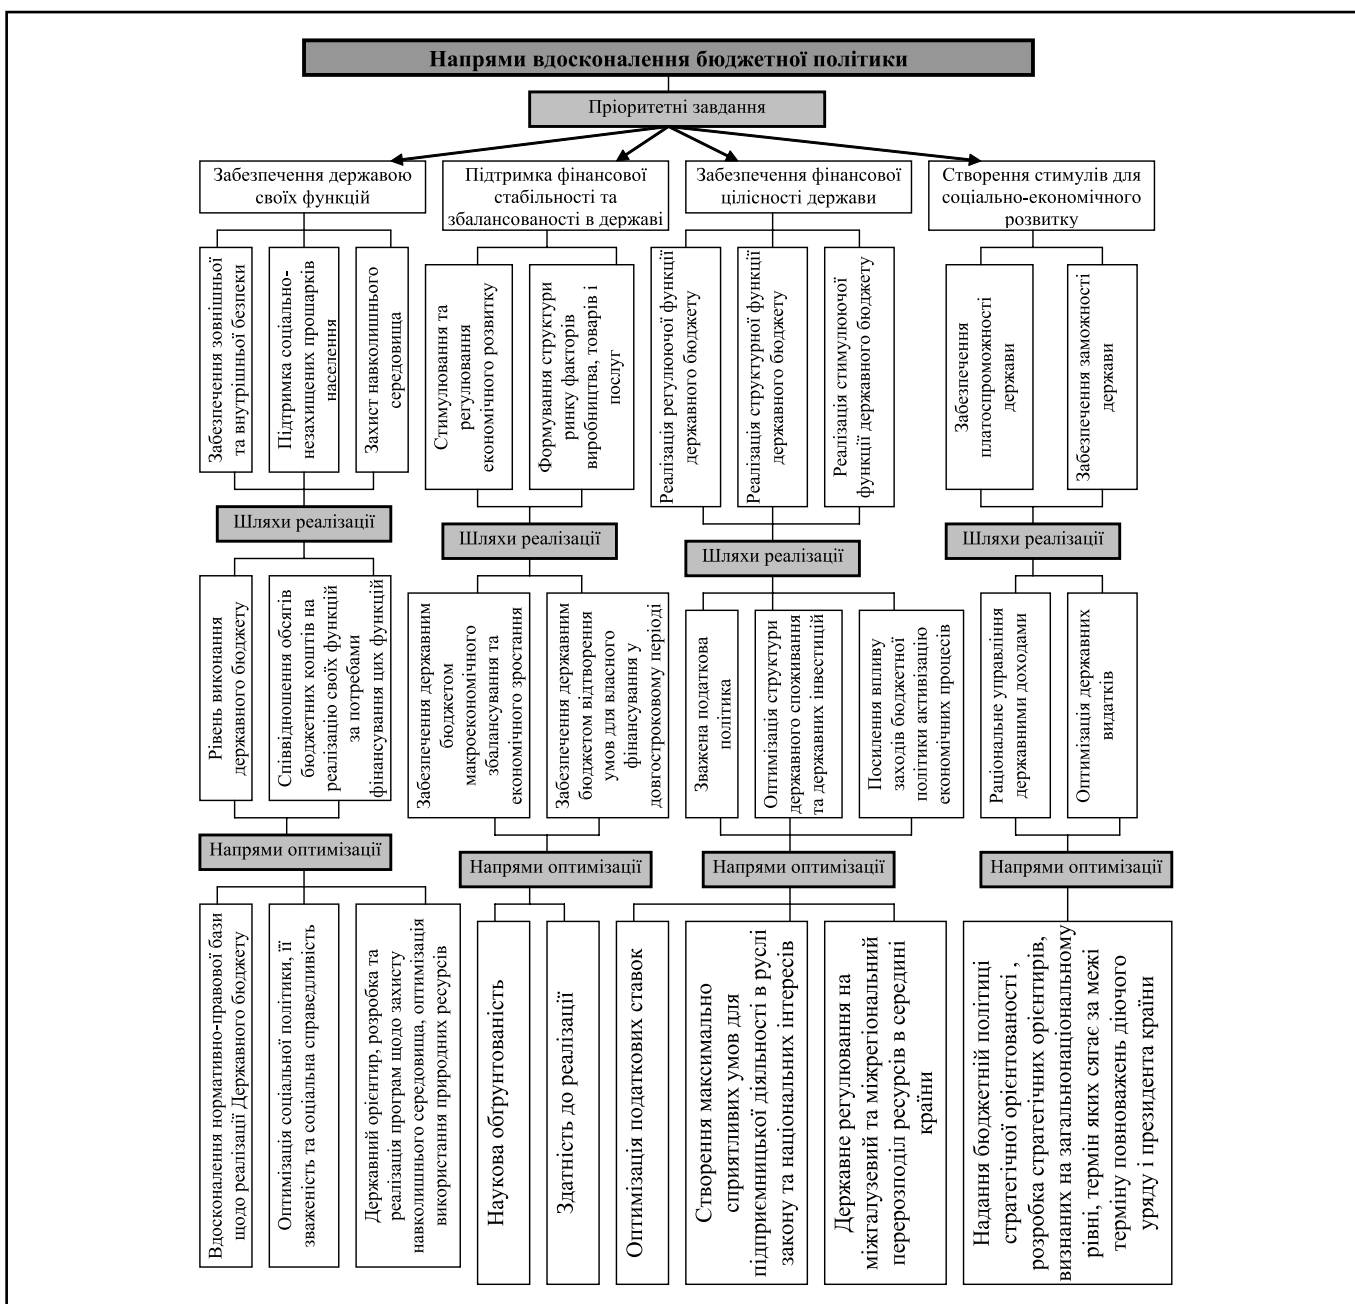 Напрями вдосконалення бюджетної політики
Пріоритетні завдання
Забезпечення державою
своїх функцій
Підтримка фінансової
стабільності та
збалансованості в державі
Забезпечення фінансової
цілісності держави
Створення стимулів для
соціально-економічного
розвитку
Забезпечення зовнішньої
та внутрішньої безпеки
Підтримка соціально-
незахищених прошарків
населення
Захист навколишнього
середовища
Стимулювання та
регулювання
економічного розвитку
Формування структури
ринку факторів
виробництва, товарів і
послуг
Реалізація регулюючої функції
державного бюджету
Реалізація структурної функції
державного бюджету
Реалізація стимулюючої
функції державного бюджету
Забезпечення
платоспроможності
держави
Забезпечення заможності
держави
Шляхи реалізації
Шляхи реалізації
Шляхи реалізації
Шляхи реалізації
Рівень виконання
державного бюджету
Співвідношення обсягів
бюджетних коштів на
реалізацію своїх функцій
за потребами
фінансування цих функцій
Забезпечення державним
бюджетом
макроекономічного
збалансування та
економічного зростання
Забезпечення державним
бюджетом відтворення
умов для власного
фінансування у
довгостроковому періоді
Зважена податкова
політика
Оптимізація структури
державного споживання
та державних інвестицій
Посилення впливу
заходів бюджетної
політики активізацію
економічних процесів
Раціональне управління
державними доходами
Оптимізація державних
видатків
Напрями оптимізації
Напрями оптимізації
Напрями оптимізації
Напрями оптимізації
Вдосконалення нормативно-правової бази
щодо реалізації Державного бюджету
Оптимізація соціальної політики, її
зваженість та соціальна справедливість
Державний орієнтир, розробка та
реалізація програм щодо захисту
навколишнього середовища, оптимізація
використання природних ресурсів
Наукова обґрунтованість
Здатність до реалізації
Оптимізація податкових ставок
Створення максимально
сприятливих умов для
підприємницької діяльності в руслі
закону та національних інтересів
Державне регулювання на
міжгалузевий та міжрегіональний
перерозподіл ресурсів в середині
країни
Надання бюджетній політиці
стратегічної орієнтованості ,
розробка стратегічних орієнтирів,
визнаних на загальнонаціональному
рівні, термін яких сягає за межі
терміну повноважень діючого
уряду і президента країни